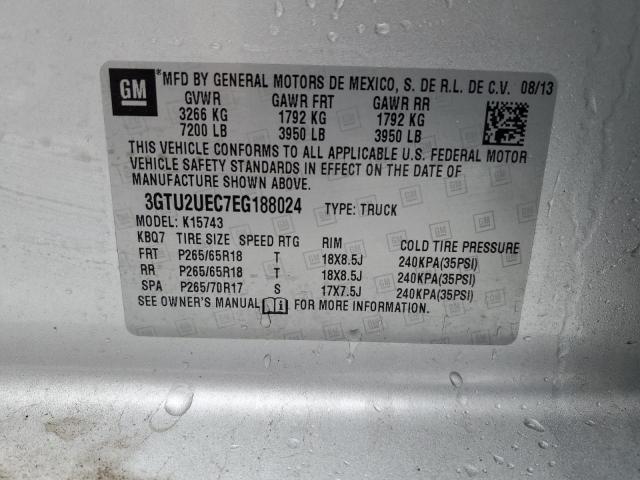 GM
*MFD BY GENERAL MOTORS DE MEXICO, S. DE R.L. DE C.V. 08/13
GVWR GAWR FRT GAWR RR
3266 KG 1792 KG 1792 KG
7200 LB 3950 LB 3950 LB
THIS VEHICLE CONFORMS TO ALL APPLICABLE U.S. FEDERAL MOTOR
VEHICLE SAFETY STANDARDS IN EFFECT ON THE DATE OF
MANUFACTURE SHOWN ABOVE.
3GTU2UEC7EG188024 TYPE: TRUCK
MODEL: K15743
KBQ7 TIRE SIZE SPEED RTG RIM COLD TIRE PRESSURE
FRT P265/65R18 T 18X8.5J 240KPA(35PSI)
RR P265/65R18 T 18X8.5J 240KPA(35PSI)
SPA P265/70R17 S 17X7.5J 240KPA(35PSI)
SEE OWNER'S MANUAL FOR MORE INFORMATION.